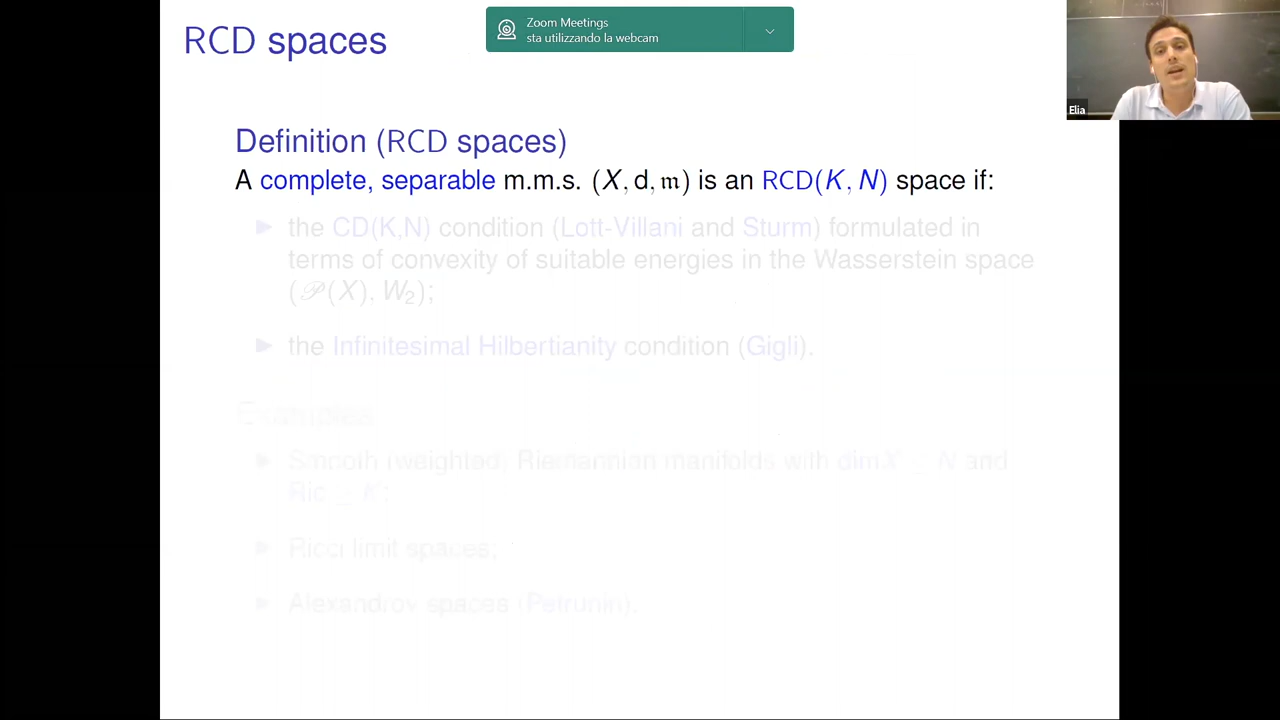 RCD spaces
Zoom Meetings
sta utilizzando la webcam
Elia
Definition (RCD spaces)
A complete, separable m.m.s. (X, d, 𝔪) is an RCD(K, N) space if:
► the CD(K,N) condition (Lott-Villani and Sturm) formulated in
terms of convexity of suitable energies in the Wasserstein space
(𝒫(X), W₂);
► the Infinitesimal Hilbertianity condition (Gigli).
Examples
► Smooth (weighted) Riemannian manifolds with dimX ≤ N and
Ric ≥ K;
► Ricci limit spaces;
► Alexandrov spaces (Petrunin).